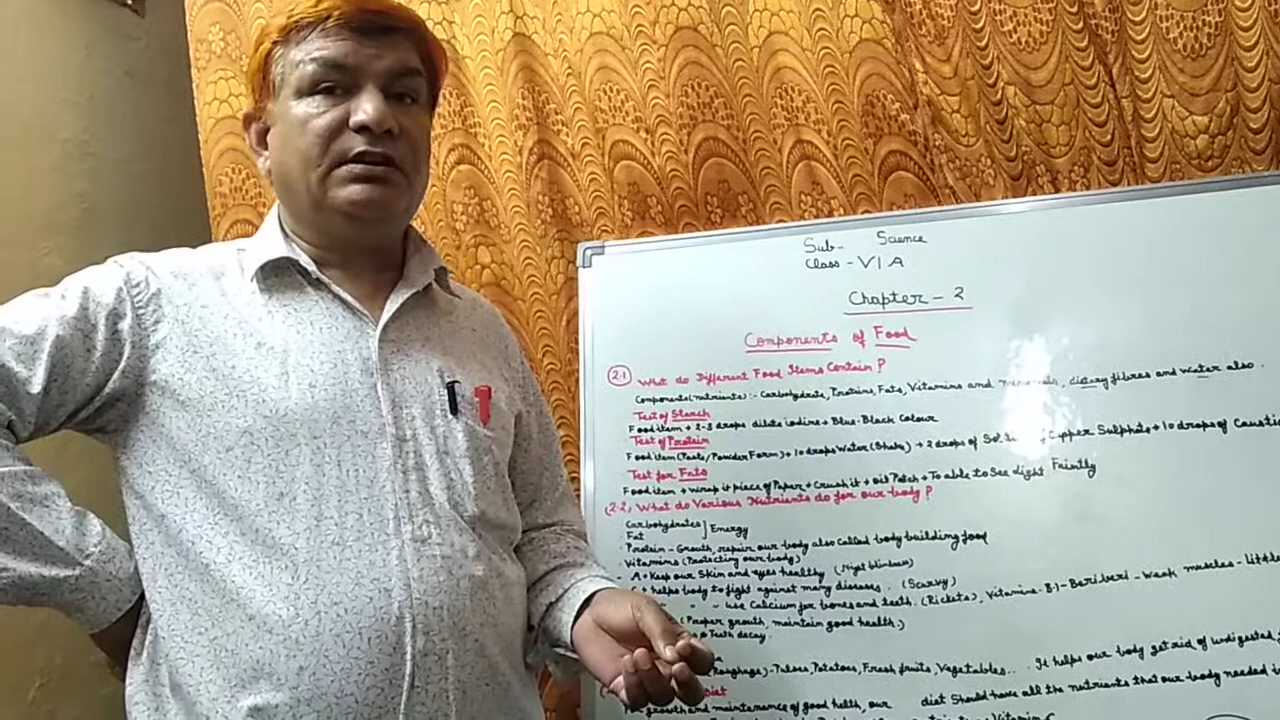 Sub- Science
Class - VI A
Chapter - 2
Components of Food
2.1 What do Different Food Items Contain?
Components(nutrients):- Carbohydrate, Proteins, Fats, Vitamins and minerals, dietary fibres and water also.
Test of Starch
Food item + 2-3 drops dilute iodine + Blue-Black Colour
Test of Protein
Food item (Paste/Powder Form) + 10 drops Water (Shake) + 2 drops of Sol. Copper Sulphate + 10 drops of Causti
Test for Fats
Food item + wrap it piece of Paper + Crush it + Oil Patch + To able to See light Faintly
2.2, What do Various Nutrients do for our body?
Carbohydrates
Fat ] Energy
Protein - Growth, repair our body also called body building food
Vitamins (Protecting our body)
A = Keep our Skin and eyes healthy (Night blindness)
helps body to fight against many diseases. (Scurvy)
" " use Calcium for bones and teeth. (Rickets), Vitamins B.1 - Beri beri - Weak muscles - little
(Proper growth, maintain good health.)
Teeth decay.
(Roughage) - Pulses, Potatoes, Fresh fruits, Vegetables... It helps our body get rid of undigested
Diet
For growth and maintenance of good helth, our diet Should have all the nutrients that our body needed
Vitamin C